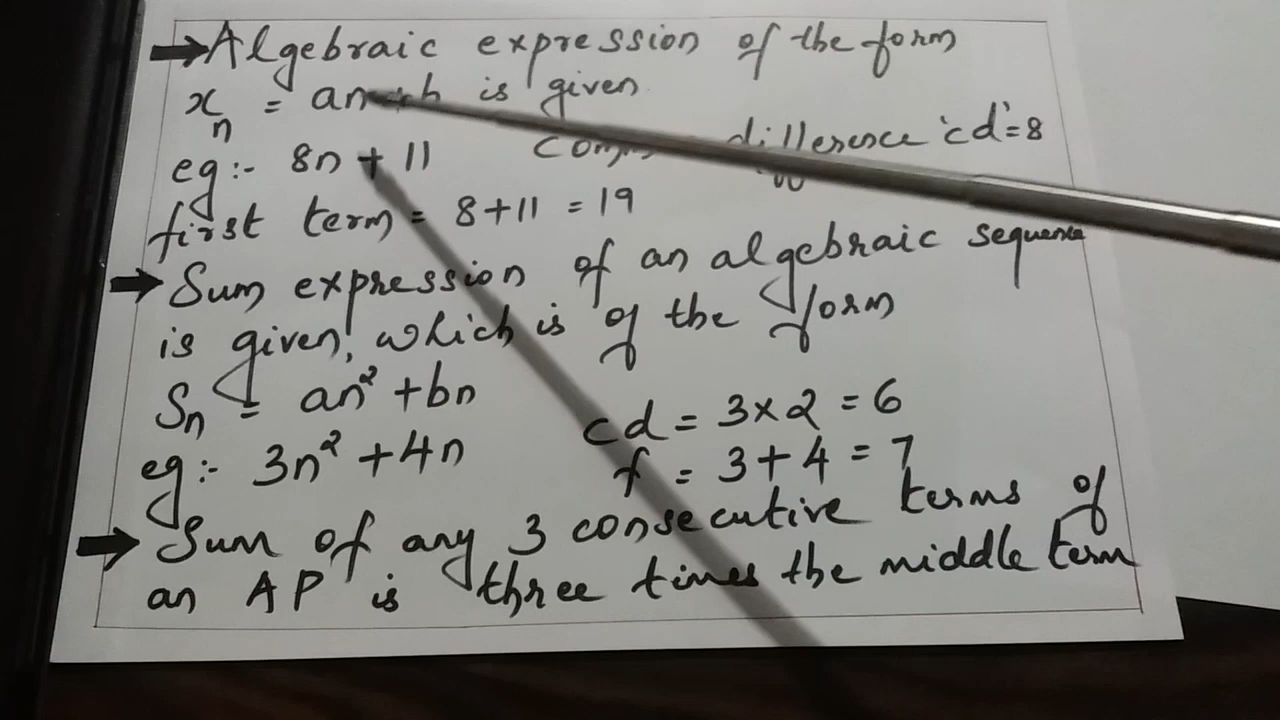 → Algebraic expression of the form
xₙ = an+b is given
eg:- 8n + 11 common difference 'cd' = 8
first term = 8+11 = 19
→ Sum expression of an algebraic sequence
is given, which is of the form
Sₙ = an² + bn
eg:- 3n² + 4n cd = 3×2 = 6
f = 3+4 = 7
→ Sum of any 3 consecutive terms of
an AP is three times the middle term